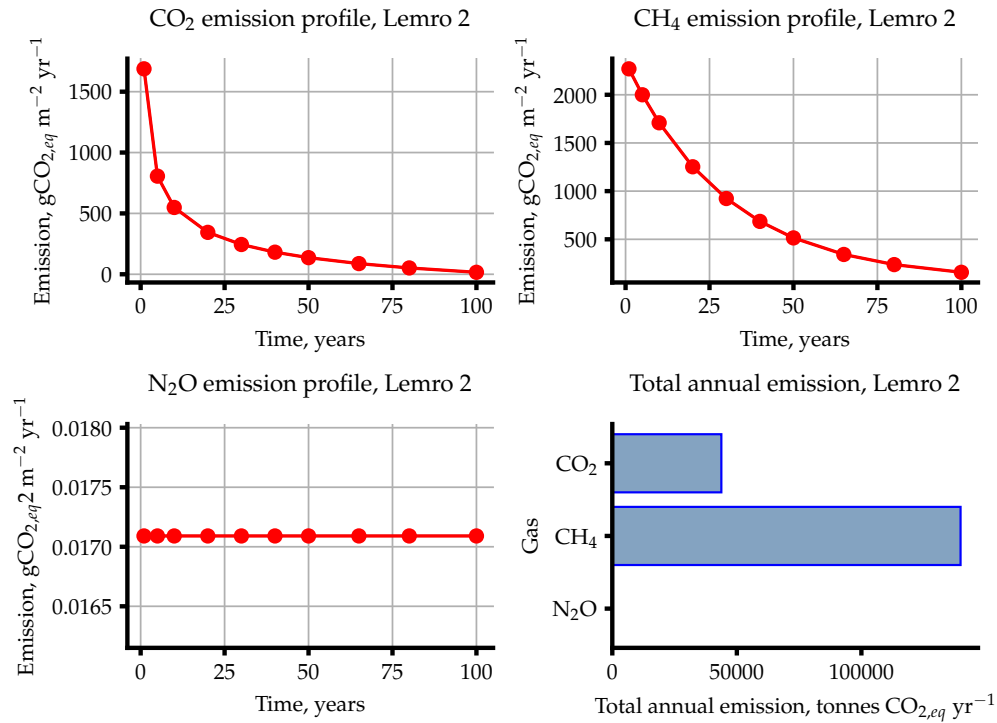 CO₂ emission profile, Lemro 2
Emission, gCO₂,eq m⁻² yr⁻¹
1500
1000
500
0
0 25 50 75 100
Time, years
CH₄ emission profile, Lemro 2
Emission, gCO₂,eq m⁻² yr⁻¹
2000
1500
1000
500
0 25 50 75 100
Time, years
N₂O emission profile, Lemro 2
Emission, gCO₂,eq2 m⁻² yr⁻¹
0.0180
0.0175
0.0170
0.0165
0 25 50 75 100
Time, years
Total annual emission, Lemro 2
Gas
CO₂
CH₄
N₂O
0 50000 100000
Total annual emission, tonnes CO₂,eq yr⁻¹